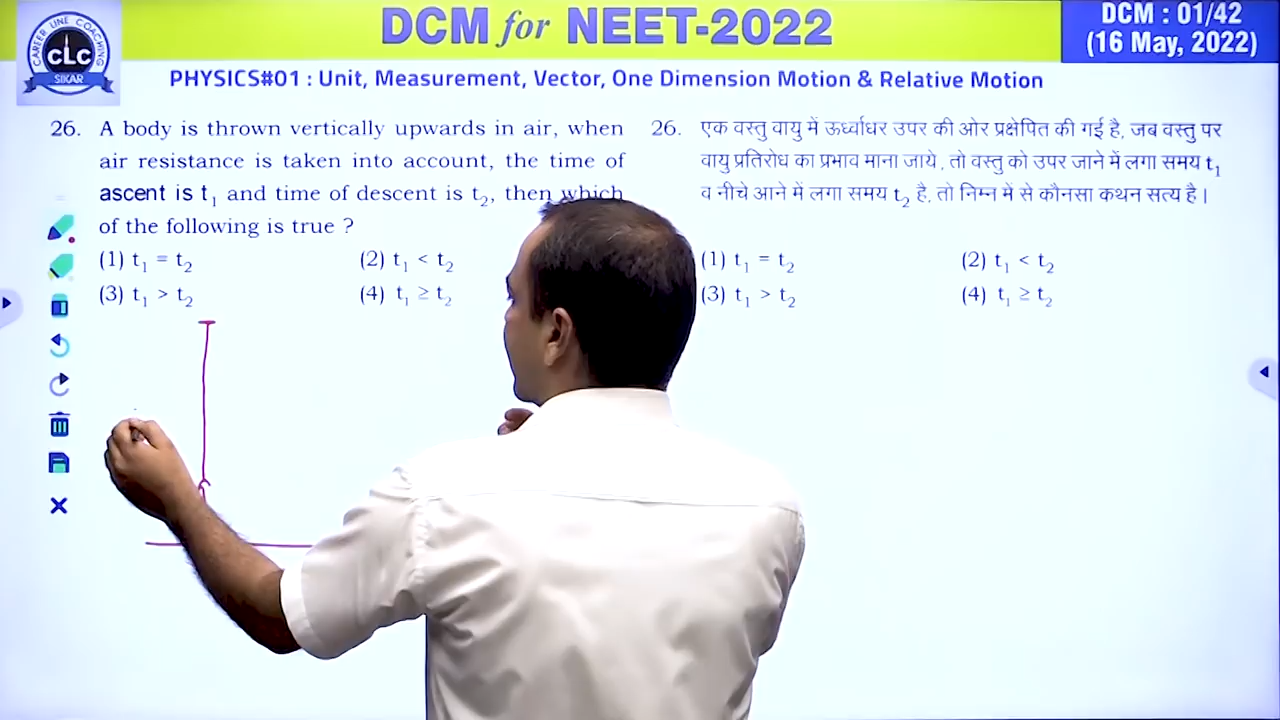 CAREER LINE COACHING
CLC
SIKAR
DCM for NEET-2022
DCM : 01/42
(16 May, 2022)
PHYSICS#01 : Unit, Measurement, Vector, One Dimension Motion & Relative Motion
26. A body is thrown vertically upwards in air, when
air resistance is taken into account, the time of
ascent is t₁ and time of descent is t₂, then which
of the following is true ?
(1) t₁ = t₂ (2) t₁ < t₂
(3) t₁ > t₂ (4) t₁ ≥ t₂
26. एक वस्तु वायु में ऊर्ध्वाधर उपर की ओर प्रक्षेपित की गई है, जब वस्तु पर
वायु प्रतिरोध का प्रभाव माना जाये, तो वस्तु को उपर जाने में लगा समय t₁
व नीचे आने में लगा समय t₂ है, तो निम्न में से कौनसा कथन सत्य है।
(1) t₁ = t₂ (2) t₁ < t₂
(3) t₁ > t₂ (4) t₁ ≥ t₂